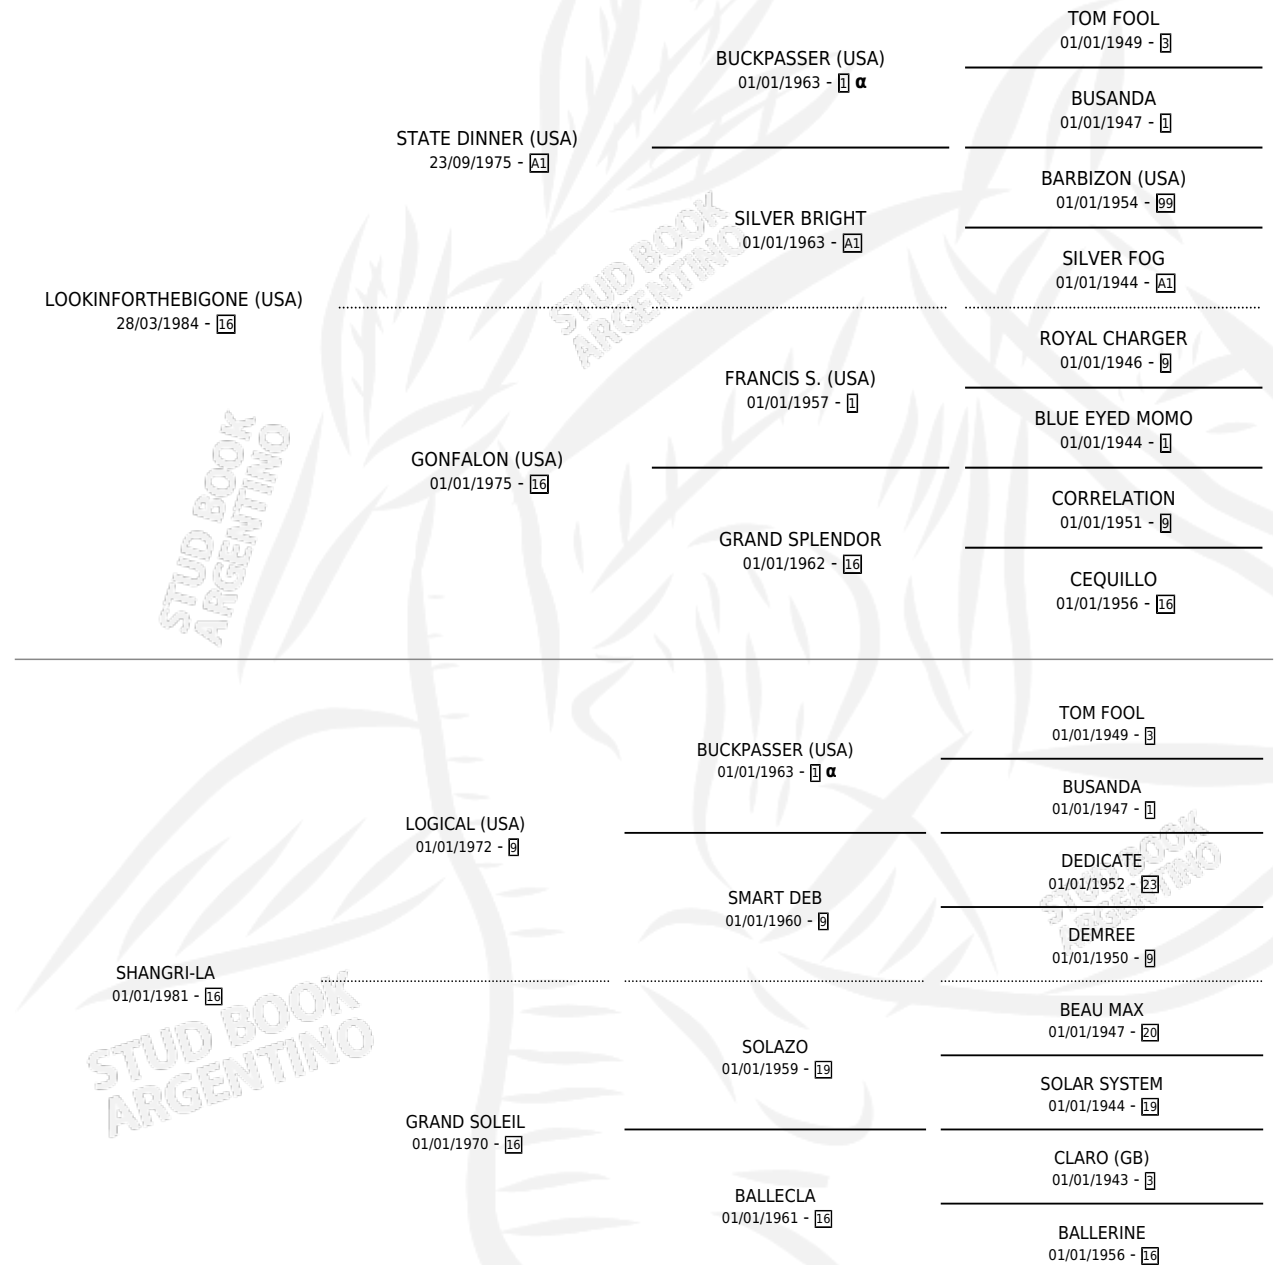 TOM FOOL
01/01/1949 - 3
BUCKPASSER (USA)
01/01/1963 - 1 α
BUSANDA
01/01/1947 - 1
STATE DINNER (USA)
23/09/1975 - A1
BARBIZON (USA)
01/01/1954 - 99
SILVER BRIGHT
01/01/1963 - A1
SILVER FOG
01/01/1944 - A1
LOOKINFORTHEBIGONE (USA)
28/03/1984 - 16
ROYAL CHARGER
01/01/1946 - 9
FRANCIS S. (USA)
01/01/1957 - 1
BLUE EYED MOMO
01/01/1944 - 1
GONFALON (USA)
01/01/1975 - 16
CORRELATION
01/01/1951 - 9
GRAND SPLENDOR
01/01/1962 - 16
CEQUILLO
01/01/1956 - 16
TOM FOOL
01/01/1949 - 3
BUCKPASSER (USA)
01/01/1963 - 1 α
BUSANDA
01/01/1947 - 1
LOGICAL (USA)
01/01/1972 - 9
DEDICATE
01/01/1952 - 23
SMART DEB
01/01/1960 - 9
DEMREE
01/01/1950 - 9
SHANGRI-LA
01/01/1981 - 16
BEAU MAX
01/01/1947 - 20
SOLAZO
01/01/1959 - 19
SOLAR SYSTEM
01/01/1944 - 19
GRAND SOLEIL
01/01/1970 - 16
CLARO (GB)
01/01/1943 - 3
BALLECLA
01/01/1961 - 16
BALLERINE
01/01/1956 - 16
STUD BOOK
ARGENTINO
STUD BOOK
ARGENTINO
STUD BOOK
ARGENTINO
STUD BOOK
ARGENTINO